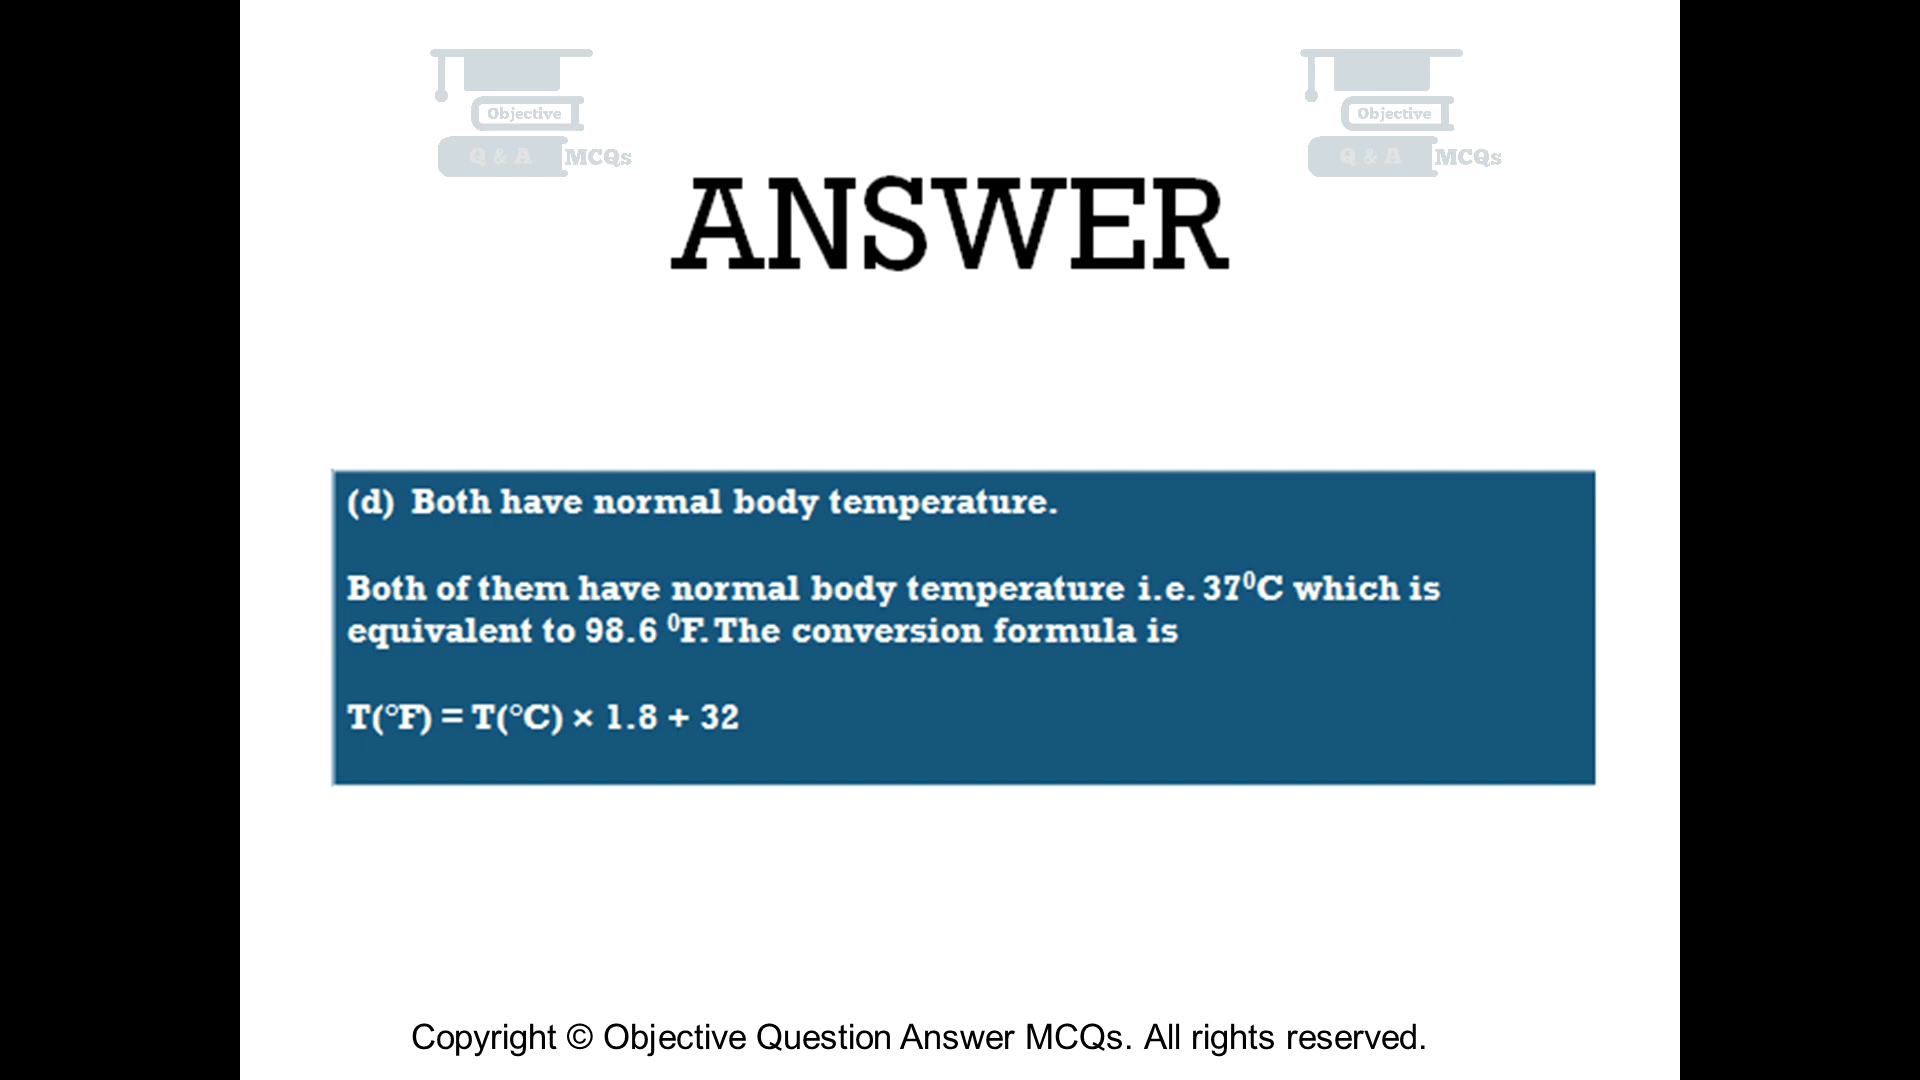 Objective
Q & A MCQs
Objective
Q & A MCQs
ANSWER
(d) Both have normal body temperature.
Both of them have normal body temperature i.e. 37⁰C which is
equivalent to 98.6 ⁰F. The conversion formula is
T(°F) = T(°C) × 1.8 + 32
Copyright © Objective Question Answer MCQs. All rights reserved.